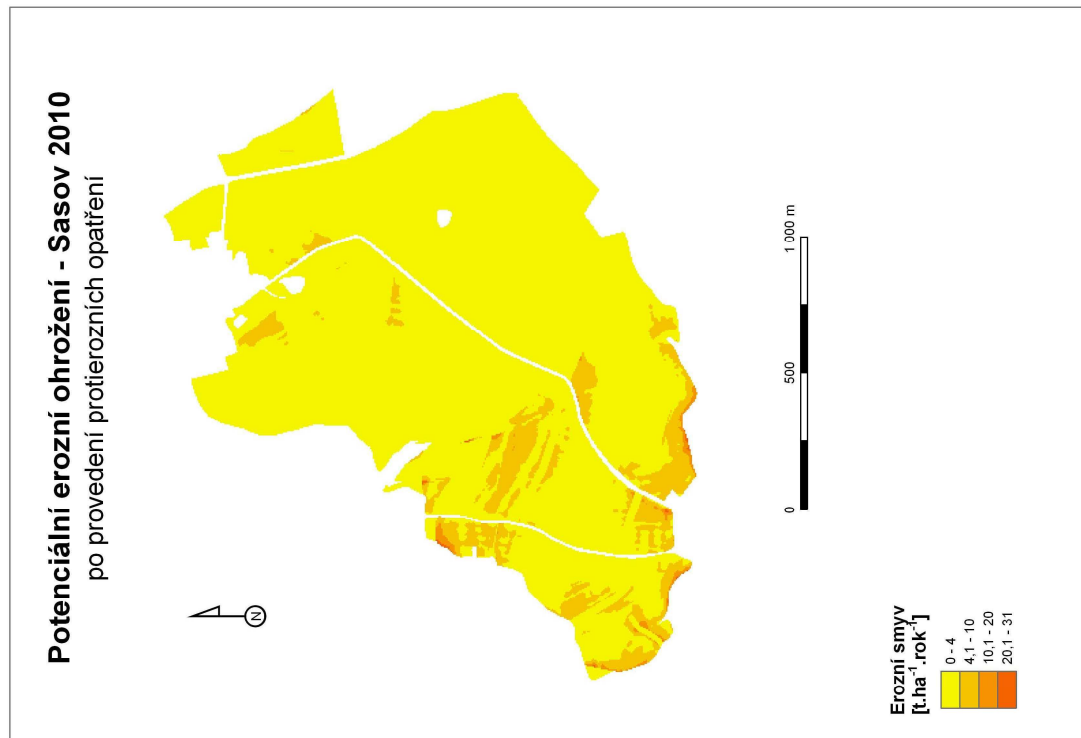 Potenciální erozní ohrožení - Sasov 2010
po provedení protierozních opatření
N
0 500 1 000 m
Erozní smyv
[t.ha⁻¹.rok⁻¹]
0 - 4
4,1 - 10
10,1 - 20
20,1 - 31